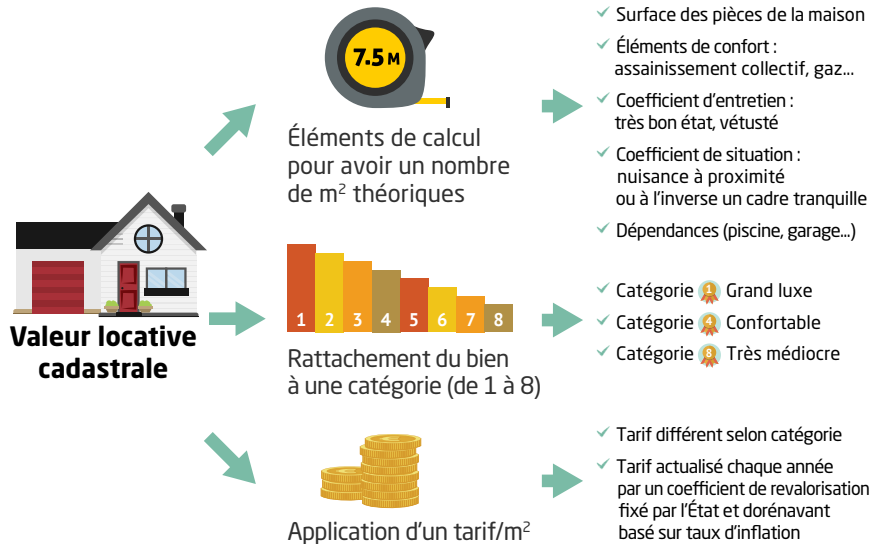 7.5 M
Éléments de calcul
pour avoir un nombre
de m² théoriques
✓ Surface des pièces de la maison
✓ Éléments de confort :
assainissement collectif, gaz...
✓ Coefficient d'entretien :
très bon état, vétusté
✓ Coefficient de situation :
nuisance à proximité
ou à l'inverse un cadre tranquille
✓ Dépendances (piscine, garage...)
Valeur locative
cadastrale
1 2 3 4 5 6 7 8
Rattachement du bien
à une catégorie (de 1 à 8)
✓ Catégorie 1 Grand luxe
✓ Catégorie 4 Confortable
✓ Catégorie 8 Très médiocre
Application d'un tarif/m²
✓ Tarif différent selon catégorie
✓ Tarif actualisé chaque année
par un coefficient de revalorisation
fixé par l'État et dorénavant
basé sur taux d'inflation